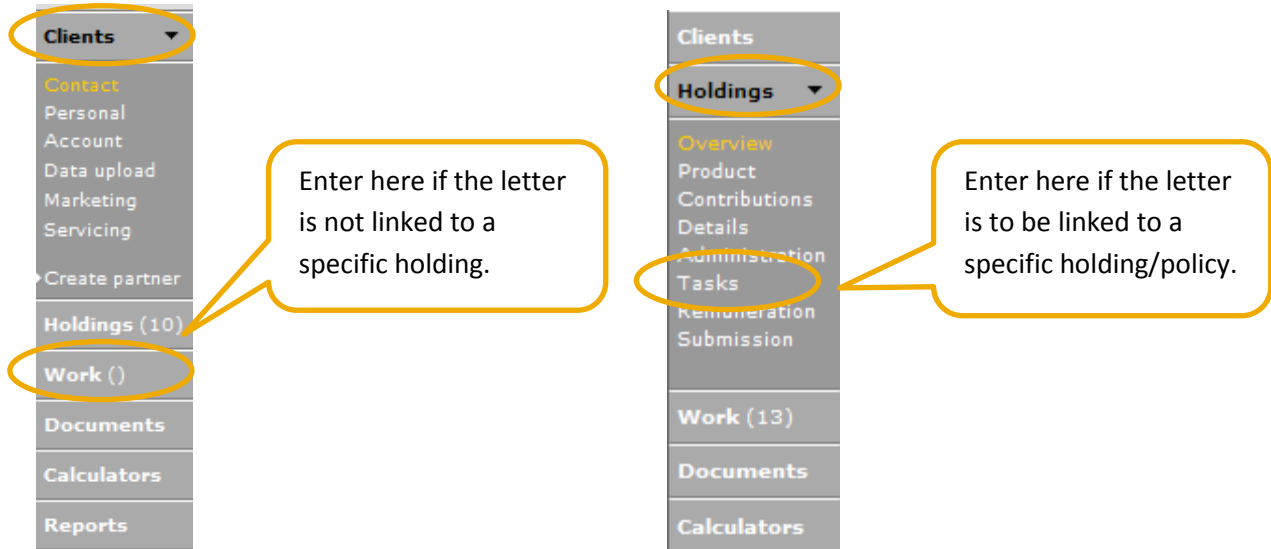 Clients
Contact
Personal
Account
Data upload
Marketing
Servicing
Create partner
Holdings (10)
Work ()
Documents
Calculators
Reports
Enter here if the letter
is not linked to a
specific holding.
Clients
Holdings
Overview
Product
Contributions
Details
Administration
Tasks
Remuneration
Submission
Work (13)
Documents
Calculators
Enter here if the letter
is to be linked to a
specific holding/policy.